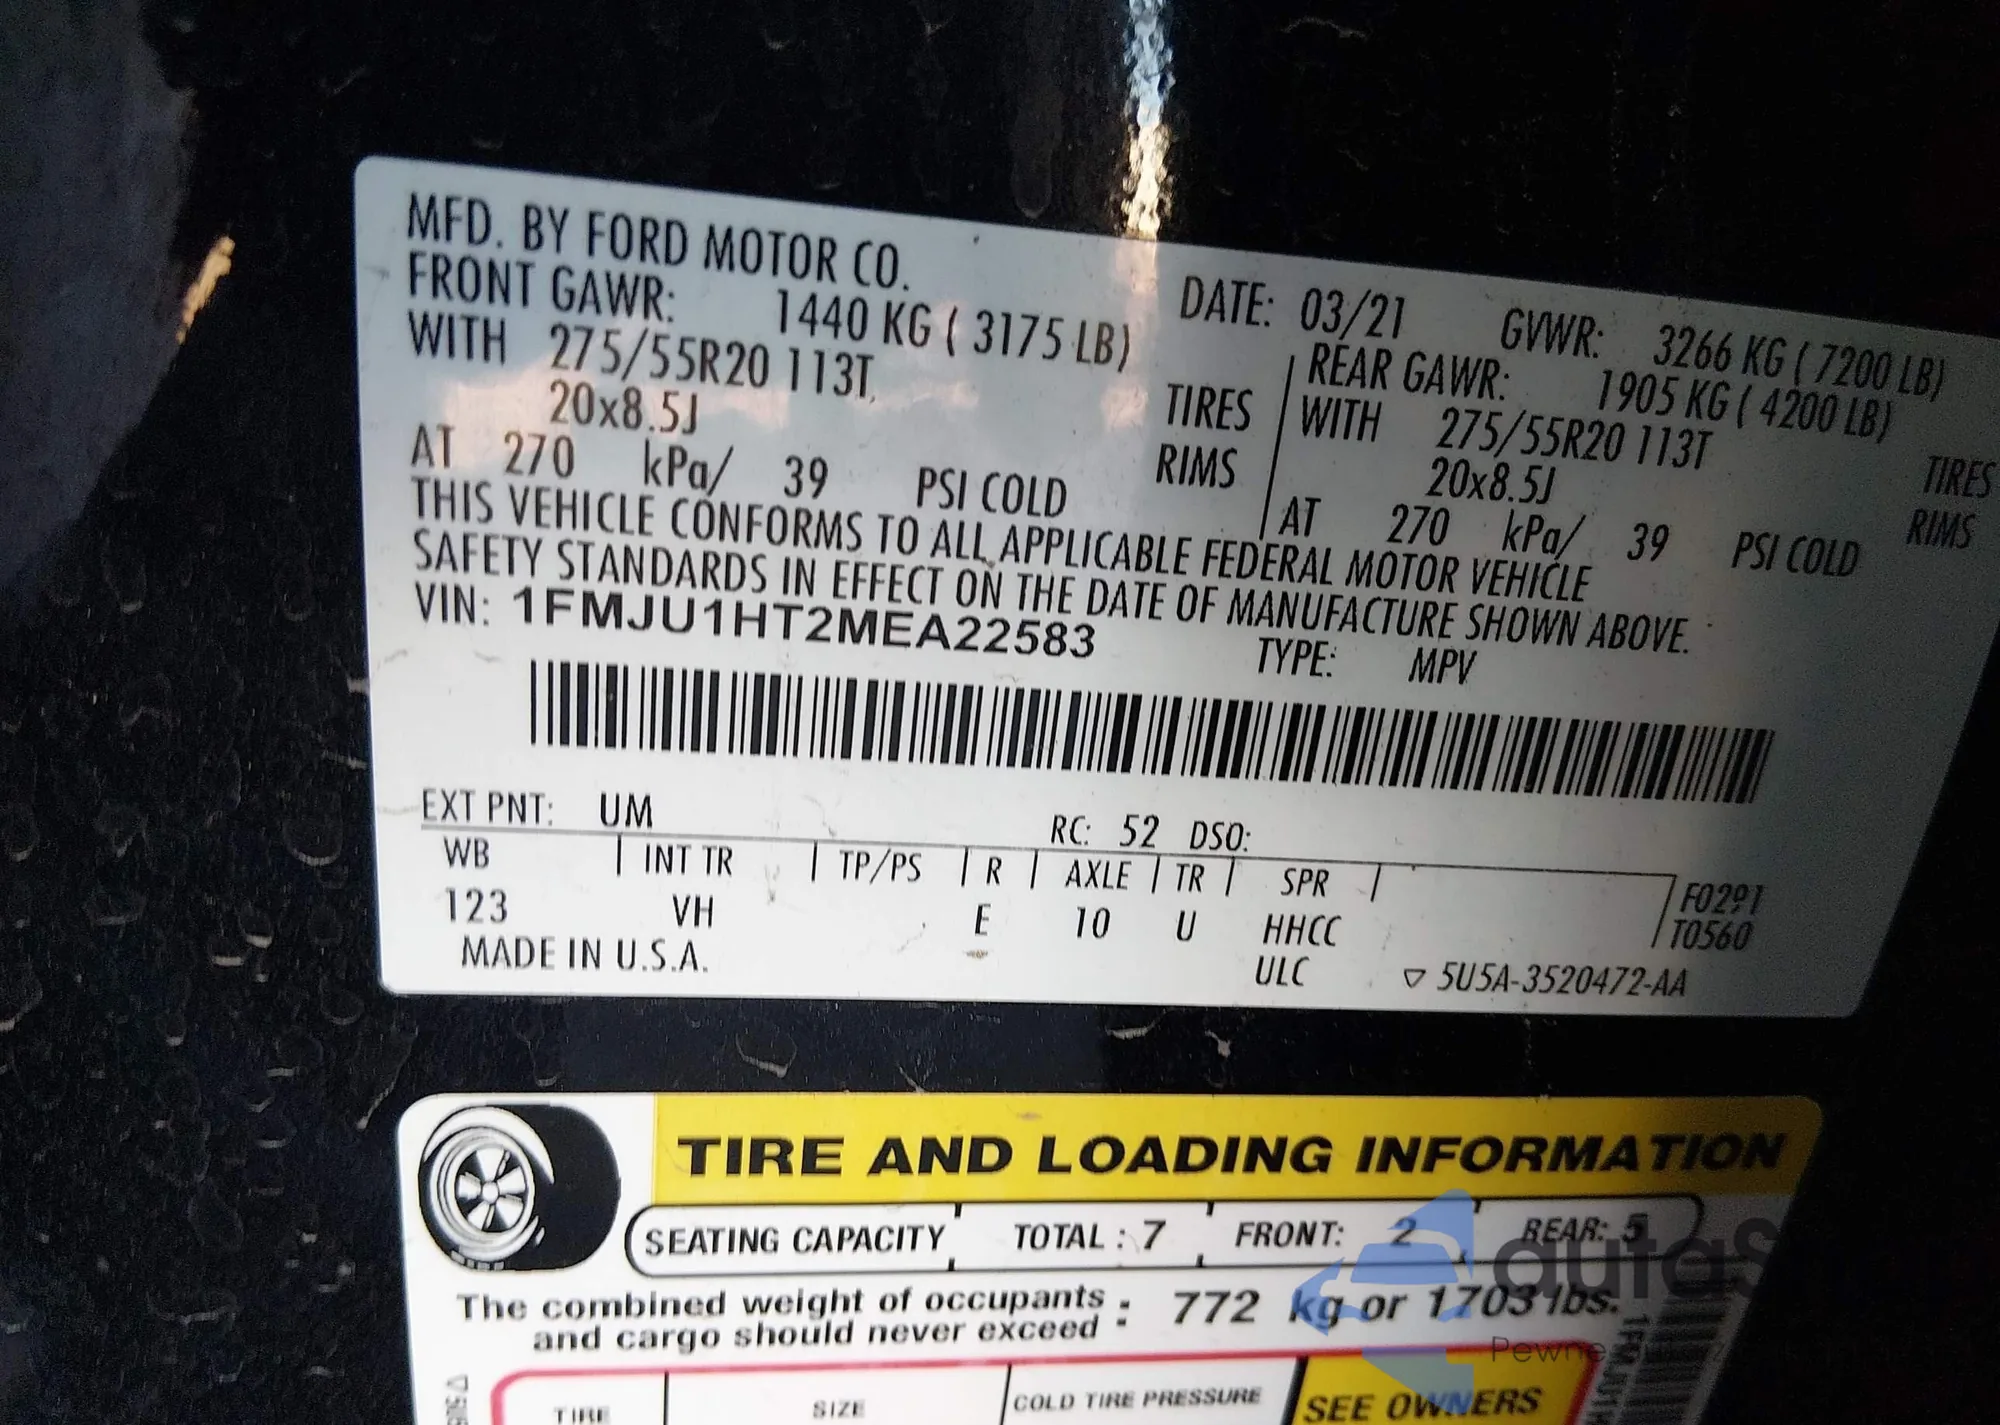 MFD. BY FORD MOTOR CO.
DATE: 03/21 GVWR: 3266 KG ( 7200 LB)
FRONT GAWR: 1440 KG ( 3175 LB)
WITH 275/55R20 113T, TIRES
20x8.5J RIMS
AT 270 kPa/ 39 PSI COLD
REAR GAWR: 1905 KG ( 4200 LB)
WITH 275/55R20 113T TIRES
20x8.5J RIMS
AT 270 kPa/ 39 PSI COLD
THIS VEHICLE CONFORMS TO ALL APPLICABLE FEDERAL MOTOR VEHICLE
SAFETY STANDARDS IN EFFECT ON THE DATE OF MANUFACTURE SHOWN ABOVE.
VIN: 1FMJU1HT2MEA22583 TYPE: MPV
EXT PNT: UM RC: 52 DSO:
WB INT TR TP/PS R AXLE TR SPR F0291
123 VH E 10 U HHCC T0560
MADE IN U.S.A. ULC ▽ 5U5A-3520472-AA
TIRE AND LOADING INFORMATION
SEATING CAPACITY TOTAL : 7 FRONT: 2 REAR: 5
The combined weight of occupants
and cargo should never exceed : 772 kg or 1703 lbs.
TIRE SIZE COLD TIRE PRESSURE SEE OWNERS